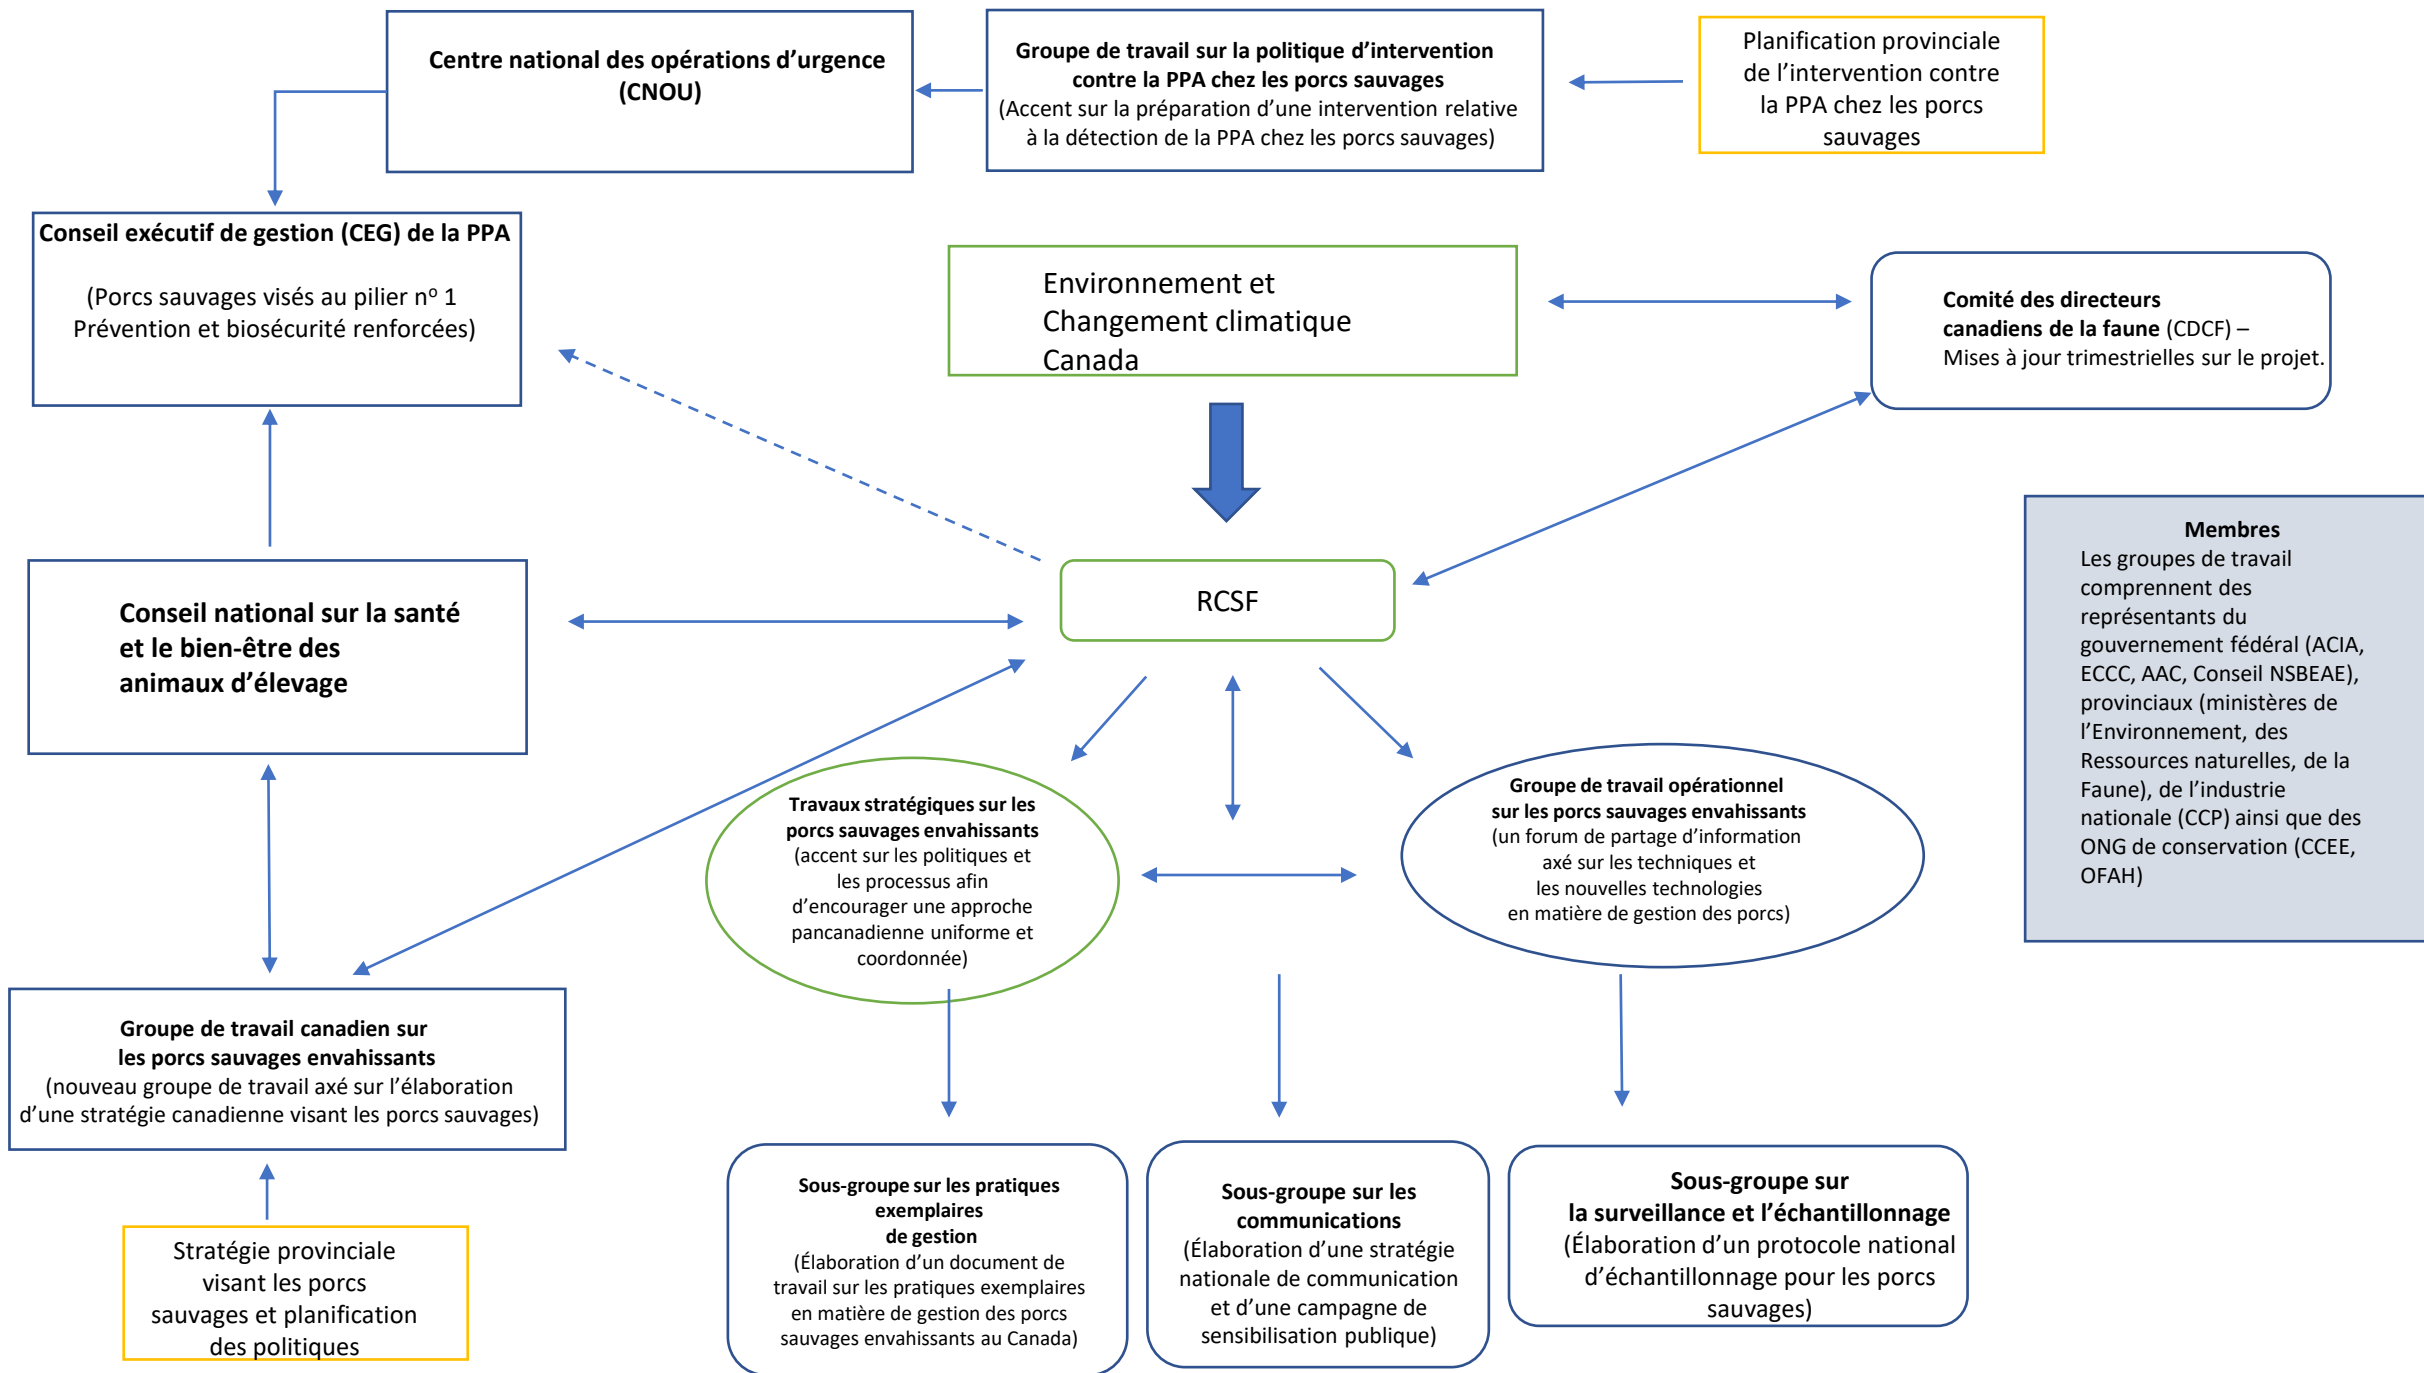 Centre national des opérations d’urgence
(CNOU)
Groupe de travail sur la politique d’intervention
contre la PPA chez les porcs sauvages
(Accent sur la préparation d’une intervention relative
à la détection de la PPA chez les porcs sauvages)
Planification provinciale
de l’intervention contre
la PPA chez les porcs
sauvages
Conseil exécutif de gestion (CEG) de la PPA
(Porcs sauvages visés au pilier nº 1
Prévention et biosécurité renforcées)
Environnement et
Changement climatique
Canada
Comité des directeurs
canadiens de la faune (CDCF) –
Mises à jour trimestrielles sur le projet.
Membres
Les groupes de travail
comprennent des
représentants du
gouvernement fédéral (ACIA,
ECCC, AAC, Conseil NSBEAE),
provinciaux (ministères de
l’Environnement, des
Ressources naturelles, de la
Faune), de l’industrie
nationale (CCP) ainsi que des
ONG de conservation (CCEE,
OFAH)
Conseil national sur la santé
et le bien-être des
animaux d’élevage
RCSF
Travaux stratégiques sur les
porcs sauvages envahissants
(accent sur les politiques et
les processus afin
d’encourager une approche
pancanadienne uniforme et
coordonnée)
Groupe de travail opérationnel
sur les porcs sauvages envahissants
(un forum de partage d’information
axé sur les techniques et
les nouvelles technologies
en matière de gestion des porcs)
Groupe de travail canadien sur
les porcs sauvages envahissants
(nouveau groupe de travail axé sur l’élaboration
d’une stratégie canadienne visant les porcs sauvages)
Stratégie provinciale
visant les porcs
sauvages et planification
des politiques
Sous-groupe sur les pratiques
exemplaires
de gestion
(Élaboration d’un document de
travail sur les pratiques exemplaires
en matière de gestion des porcs
sauvages envahissants au Canada)
Sous-groupe sur les
communications
(Élaboration d’une stratégie
nationale de communication
et d’une campagne de
sensibilisation publique)
Sous-groupe sur
la surveillance et l’échantillonnage
(Élaboration d’un protocole national
d’échantillonnage pour les porcs
sauvages)